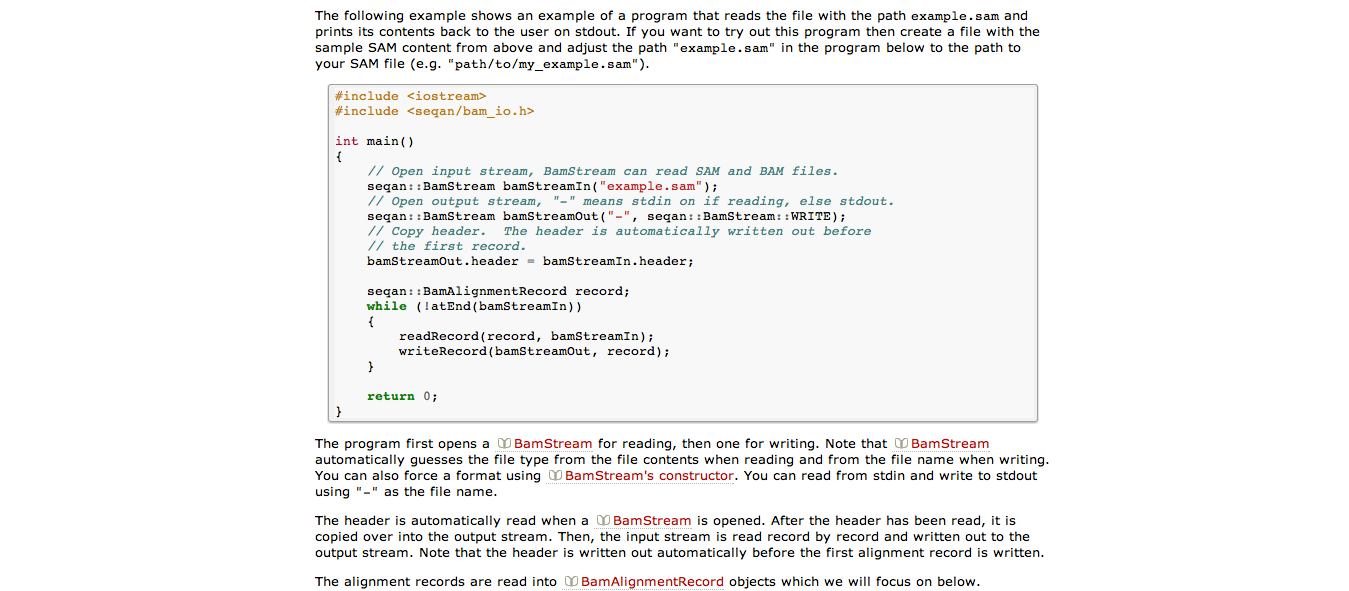 The following example shows an example of a program that reads the file with the path example.sam and
prints its contents back to the user on stdout. If you want to try out this program then create a file with the
sample SAM content from above and adjust the path "example.sam" in the program below to the path to
your SAM file (e.g. "path/to/my_example.sam").
#include <iostream>
#include <seqan/bam_io.h>
int main()
{
// Open input stream, BamStream can read SAM and BAM files.
seqan::BamStream bamStreamIn("example.sam");
// Open output stream, "-" means stdin on if reading, else stdout.
seqan::BamStream bamStreamOut("-", seqan::BamStream::WRITE);
// Copy header.  The header is automatically written out before
// the first record.
bamStreamOut.header = bamStreamIn.header;
seqan::BamAlignmentRecord record;
while (!atEnd(bamStreamIn))
{
readRecord(record, bamStreamIn);
writeRecord(bamStreamOut, record);
}
return 0;
}
The program first opens a BamStream for reading, then one for writing. Note that BamStream
automatically guesses the file type from the file contents when reading and from the file name when writing.
You can also force a format using BamStream's constructor. You can read from stdin and write to stdout
using "-" as the file name.
The header is automatically read when a BamStream is opened. After the header has been read, it is
copied over into the output stream. Then, the input stream is read record by record and written out to the
output stream. Note that the header is written out automatically before the first alignment record is written.
The alignment records are read into BamAlignmentRecord objects which we will focus on below.